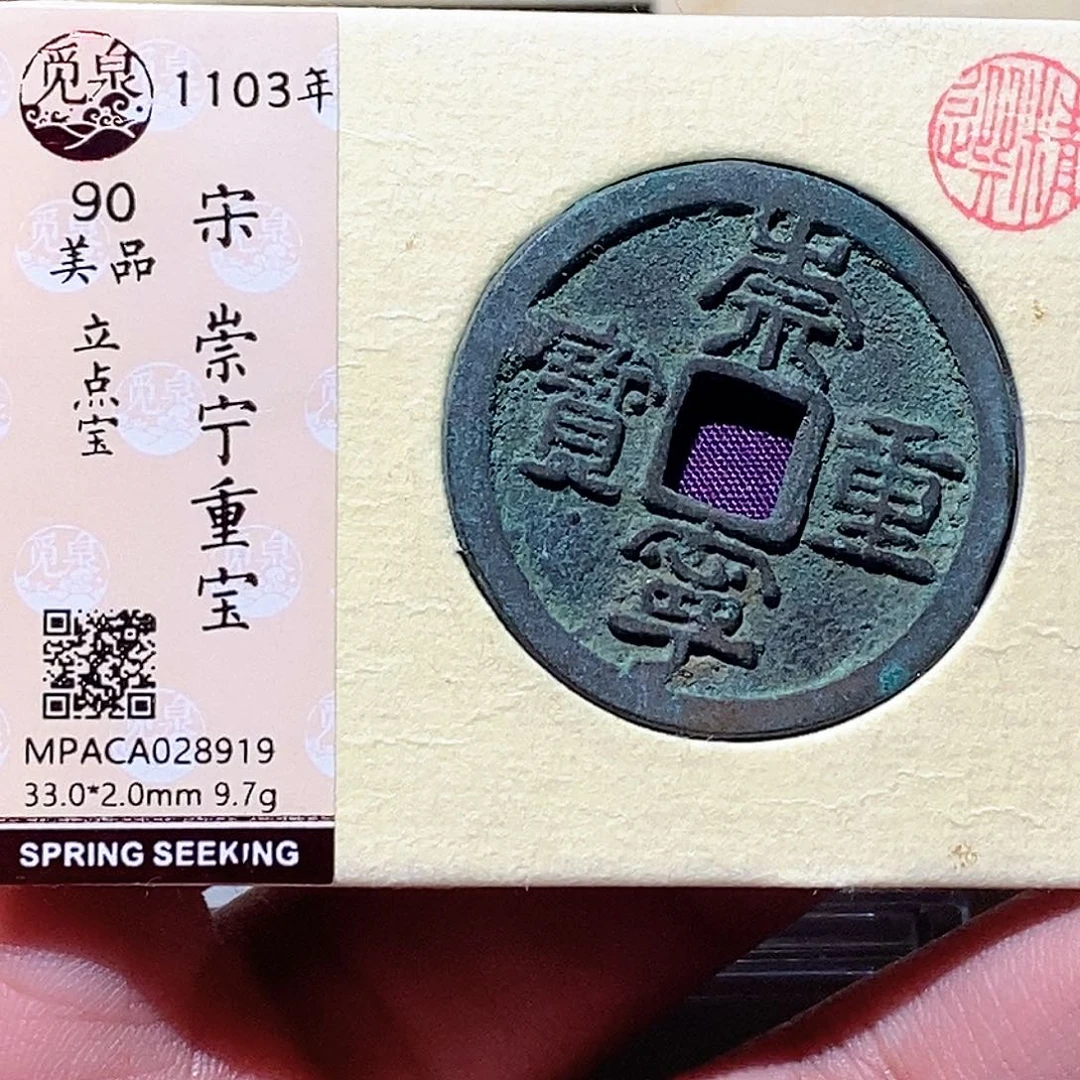 觅泉
1103年
90
美品
立点宝
宋
崇宁重宝
MPACA028919
33.0*2.0mm 9.7g
SPRING SEEKING
崇
重
寧
寶